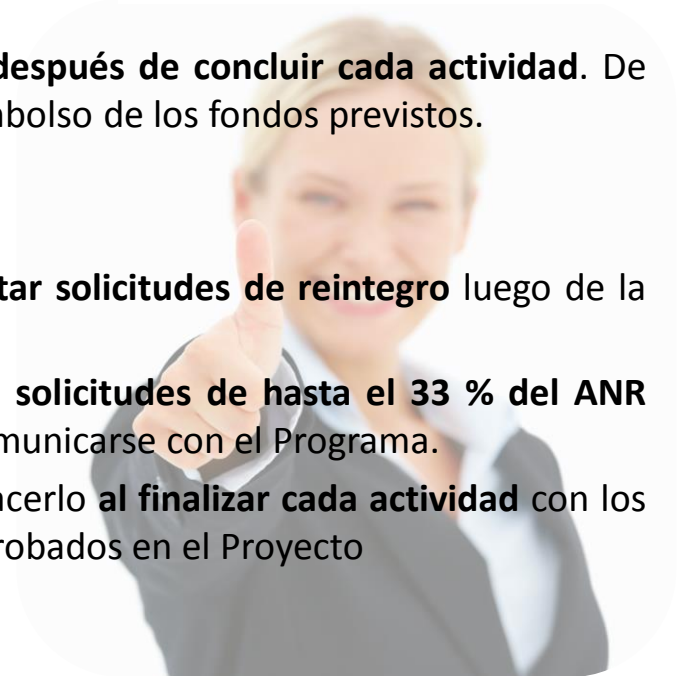 después de concluir cada actividad. De
bolso de los fondos previstos.
tar solicitudes de reintegro luego de la
solicitudes de hasta el 33 % del ANR
municarse con el Programa.
acerlo al finalizar cada actividad con los
robados en el Proyecto